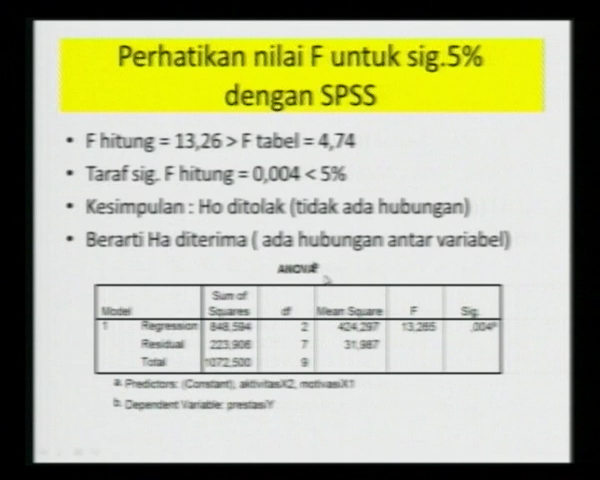 Perhatikan nilai F untuk sig.5%
dengan SPSS
• F hitung = 13,26 > F tabel = 4,74
• Taraf sig. F hitung = 0,004 < 5%
• Kesimpulan : Ho ditolak (tidak ada hubungan)
• Berarti Ha diterima ( ada hubungan antar variabel)
ANOVAᵇ
Model Sum of Squares df Mean Square F Sig.
1 Regression 848,594 2 424,297 13,265 ,004ᵃ
Residual 223,906 7 31,987
Total 1072,500 9
a. Predictors: (Constant), aktivitasX2, motivasiX1
b. Dependent Variable: prestasiY